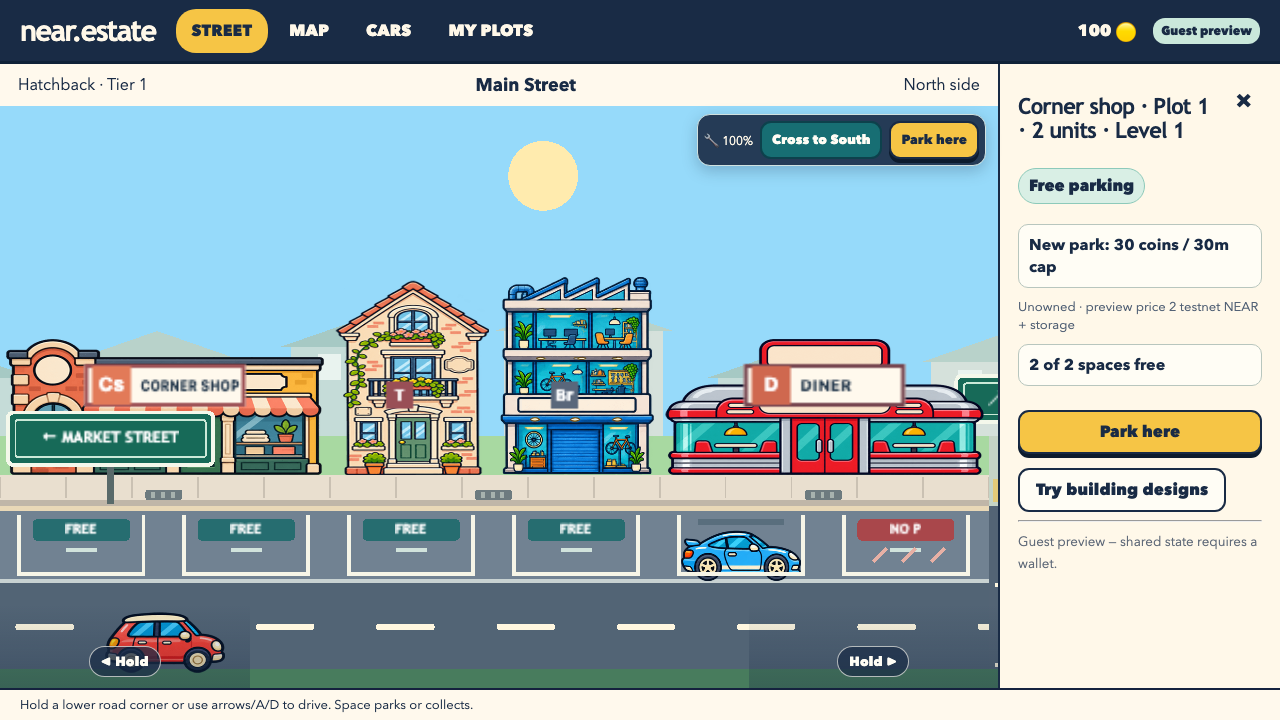 near.estate
STREET
MAP
CARS
MY PLOTS
100
Guest preview
Hatchback · Tier 1
Main Street
North side
100%
Cross to South
Park here
Cs CORNER SHOP
← MARKET STREET
T
Br
D DINER
FREE
FREE
FREE
FREE
NO P
◀ Hold
Hold ▶
Corner shop · Plot 1
· 2 units · Level 1
✖
Free parking
New park: 30 coins / 30m
cap
Unowned · preview price 2 testnet NEAR
+ storage
2 of 2 spaces free
Park here
Try building designs
Guest preview — shared state requires a
wallet.
Hold a lower road corner or use arrows/A/D to drive. Space parks or collects.